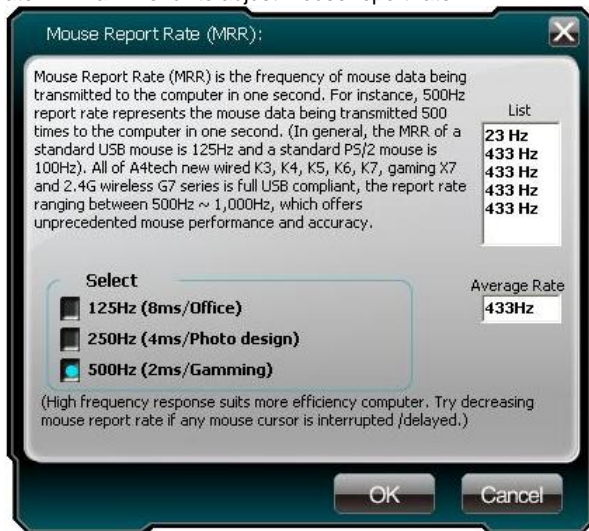 Mouse Report Rate (MRR):
Mouse Report Rate (MRR) is the frequency of mouse data being
transmitted to the computer in one second. For instance, 500Hz
report rate represents the mouse data being transmitted 500
times to the computer in one second. (In general, the MRR of a
standard USB mouse is 125Hz and a standard PS/2 mouse is
100Hz). All of A4tech new wired K3, K4, K5, K6, K7, gaming X7
and 2.4G wireless G7 series is full USB compliant, the report rate
ranging between 500Hz ~ 1,000Hz, which offers
unprecedented mouse performance and accuracy.
List
23 Hz
433 Hz
433 Hz
433 Hz
433 Hz
Average Rate
433Hz
Select
125Hz (8ms/Office)
250Hz (4ms/Photo design)
500Hz (2ms/Gamming)
(High frequency response suits more efficiency computer. Try decreasing
mouse report rate if any mouse cursor is interrupted /delayed.)
OK
Cancel